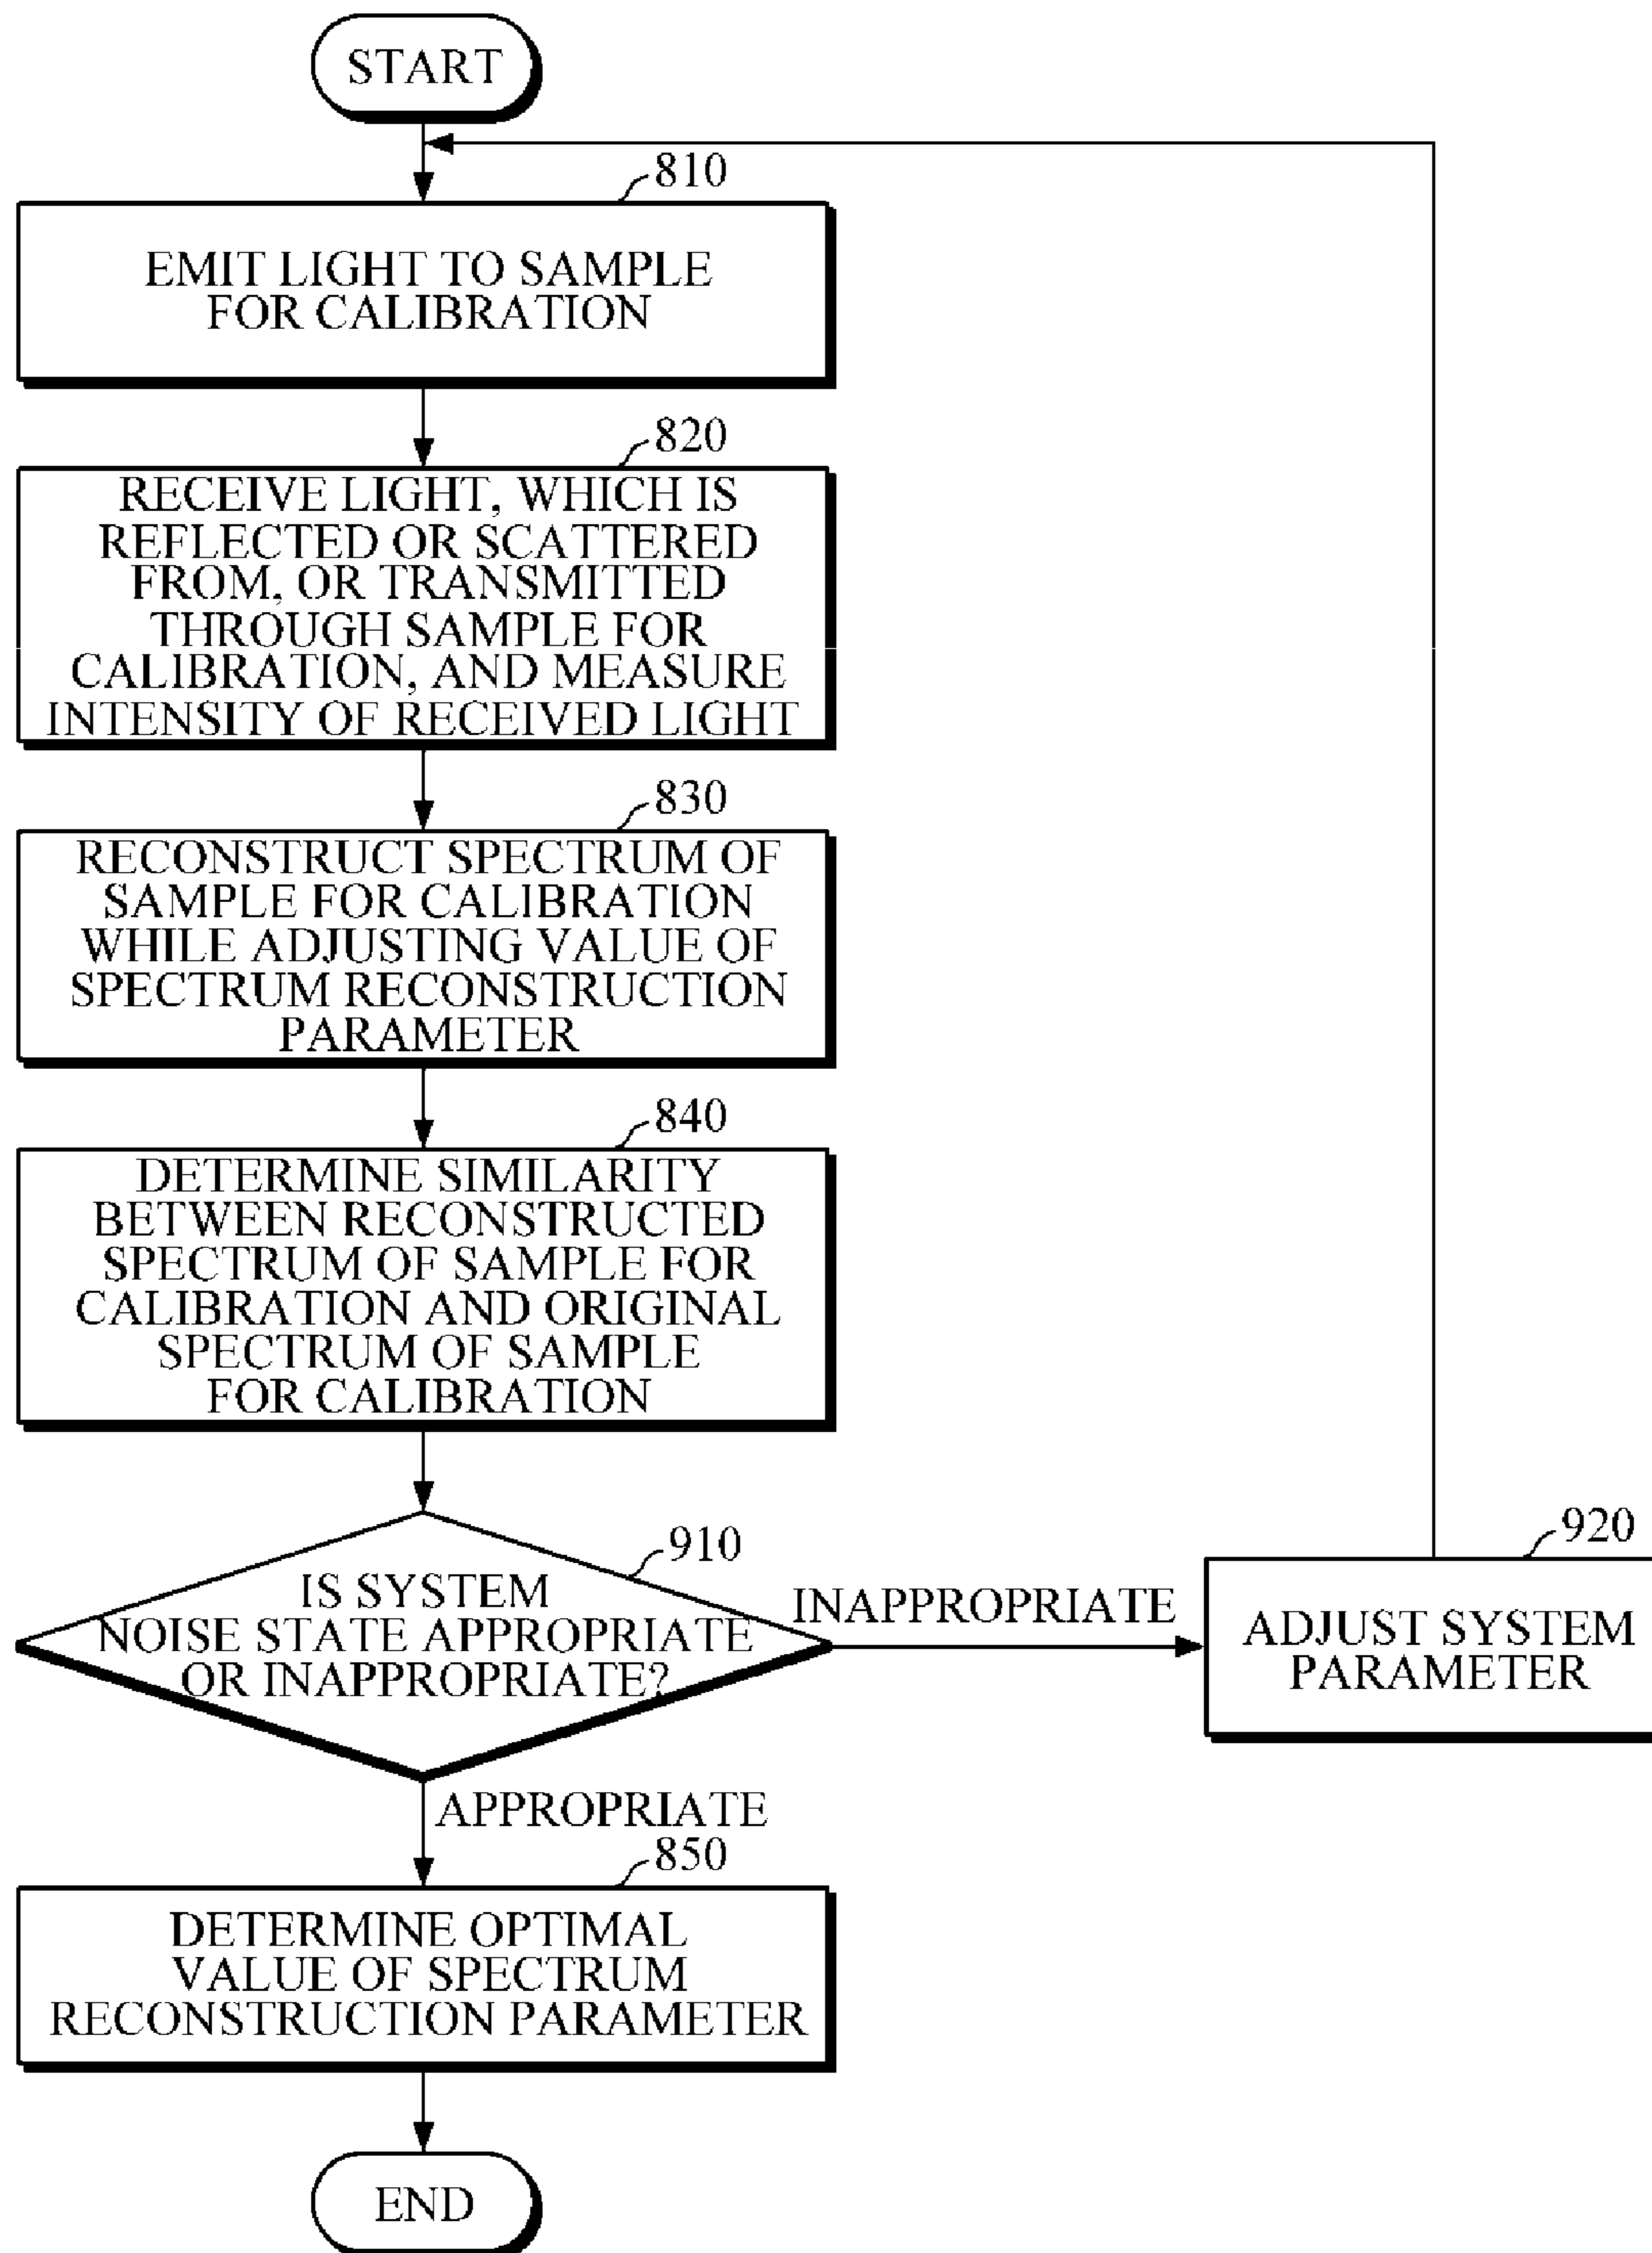 START
810
EMIT LIGHT TO SAMPLE
FOR CALIBRATION
820
RECEIVE LIGHT, WHICH IS
REFLECTED OR SCATTERED
FROM, OR TRANSMITTED
THROUGH SAMPLE FOR
CALIBRATION, AND MEASURE
INTENSITY OF RECEIVED LIGHT
830
RECONSTRUCT SPECTRUM OF
SAMPLE FOR CALIBRATION
WHILE ADJUSTING VALUE OF
SPECTRUM RECONSTRUCTION
PARAMETER
840
DETERMINE SIMILARITY
BETWEEN RECONSTRUCTED
SPECTRUM OF SAMPLE FOR
CALIBRATION AND ORIGINAL
SPECTRUM OF SAMPLE
FOR CALIBRATION
910
IS SYSTEM
NOISE STATE APPROPRIATE
OR INAPPROPRIATE?
INAPPROPRIATE
920
ADJUST SYSTEM
PARAMETER
APPROPRIATE
850
DETERMINE OPTIMAL
VALUE OF SPECTRUM
RECONSTRUCTION PARAMETER
END